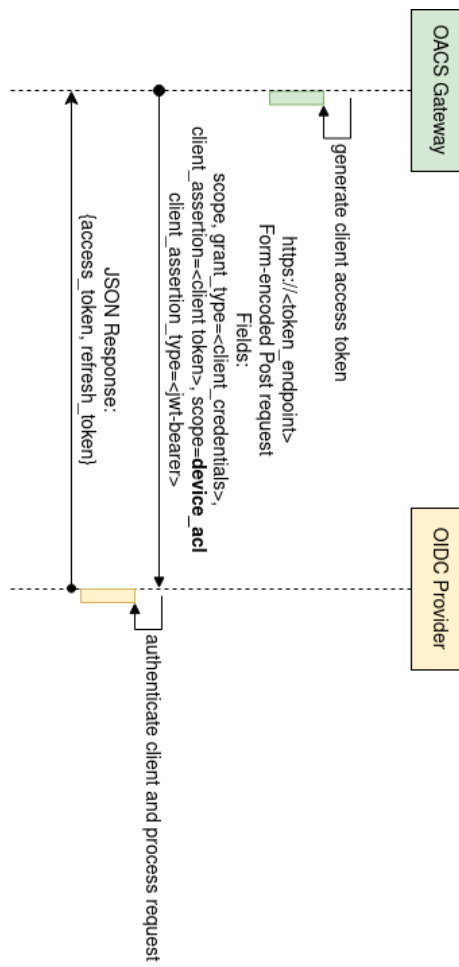 OACS Gateway
OIDC Provider
generate client access token
https://<token_endpoint>
Form-encoded Post request
Fields:
scope, grant_type=<client_credentials>,
client_assertion=<client token>, scope=device_acl
client_assertion_type=<jwt-bearer>
authenticate client and process request
JSON Response:
{access_token, refresh_token}